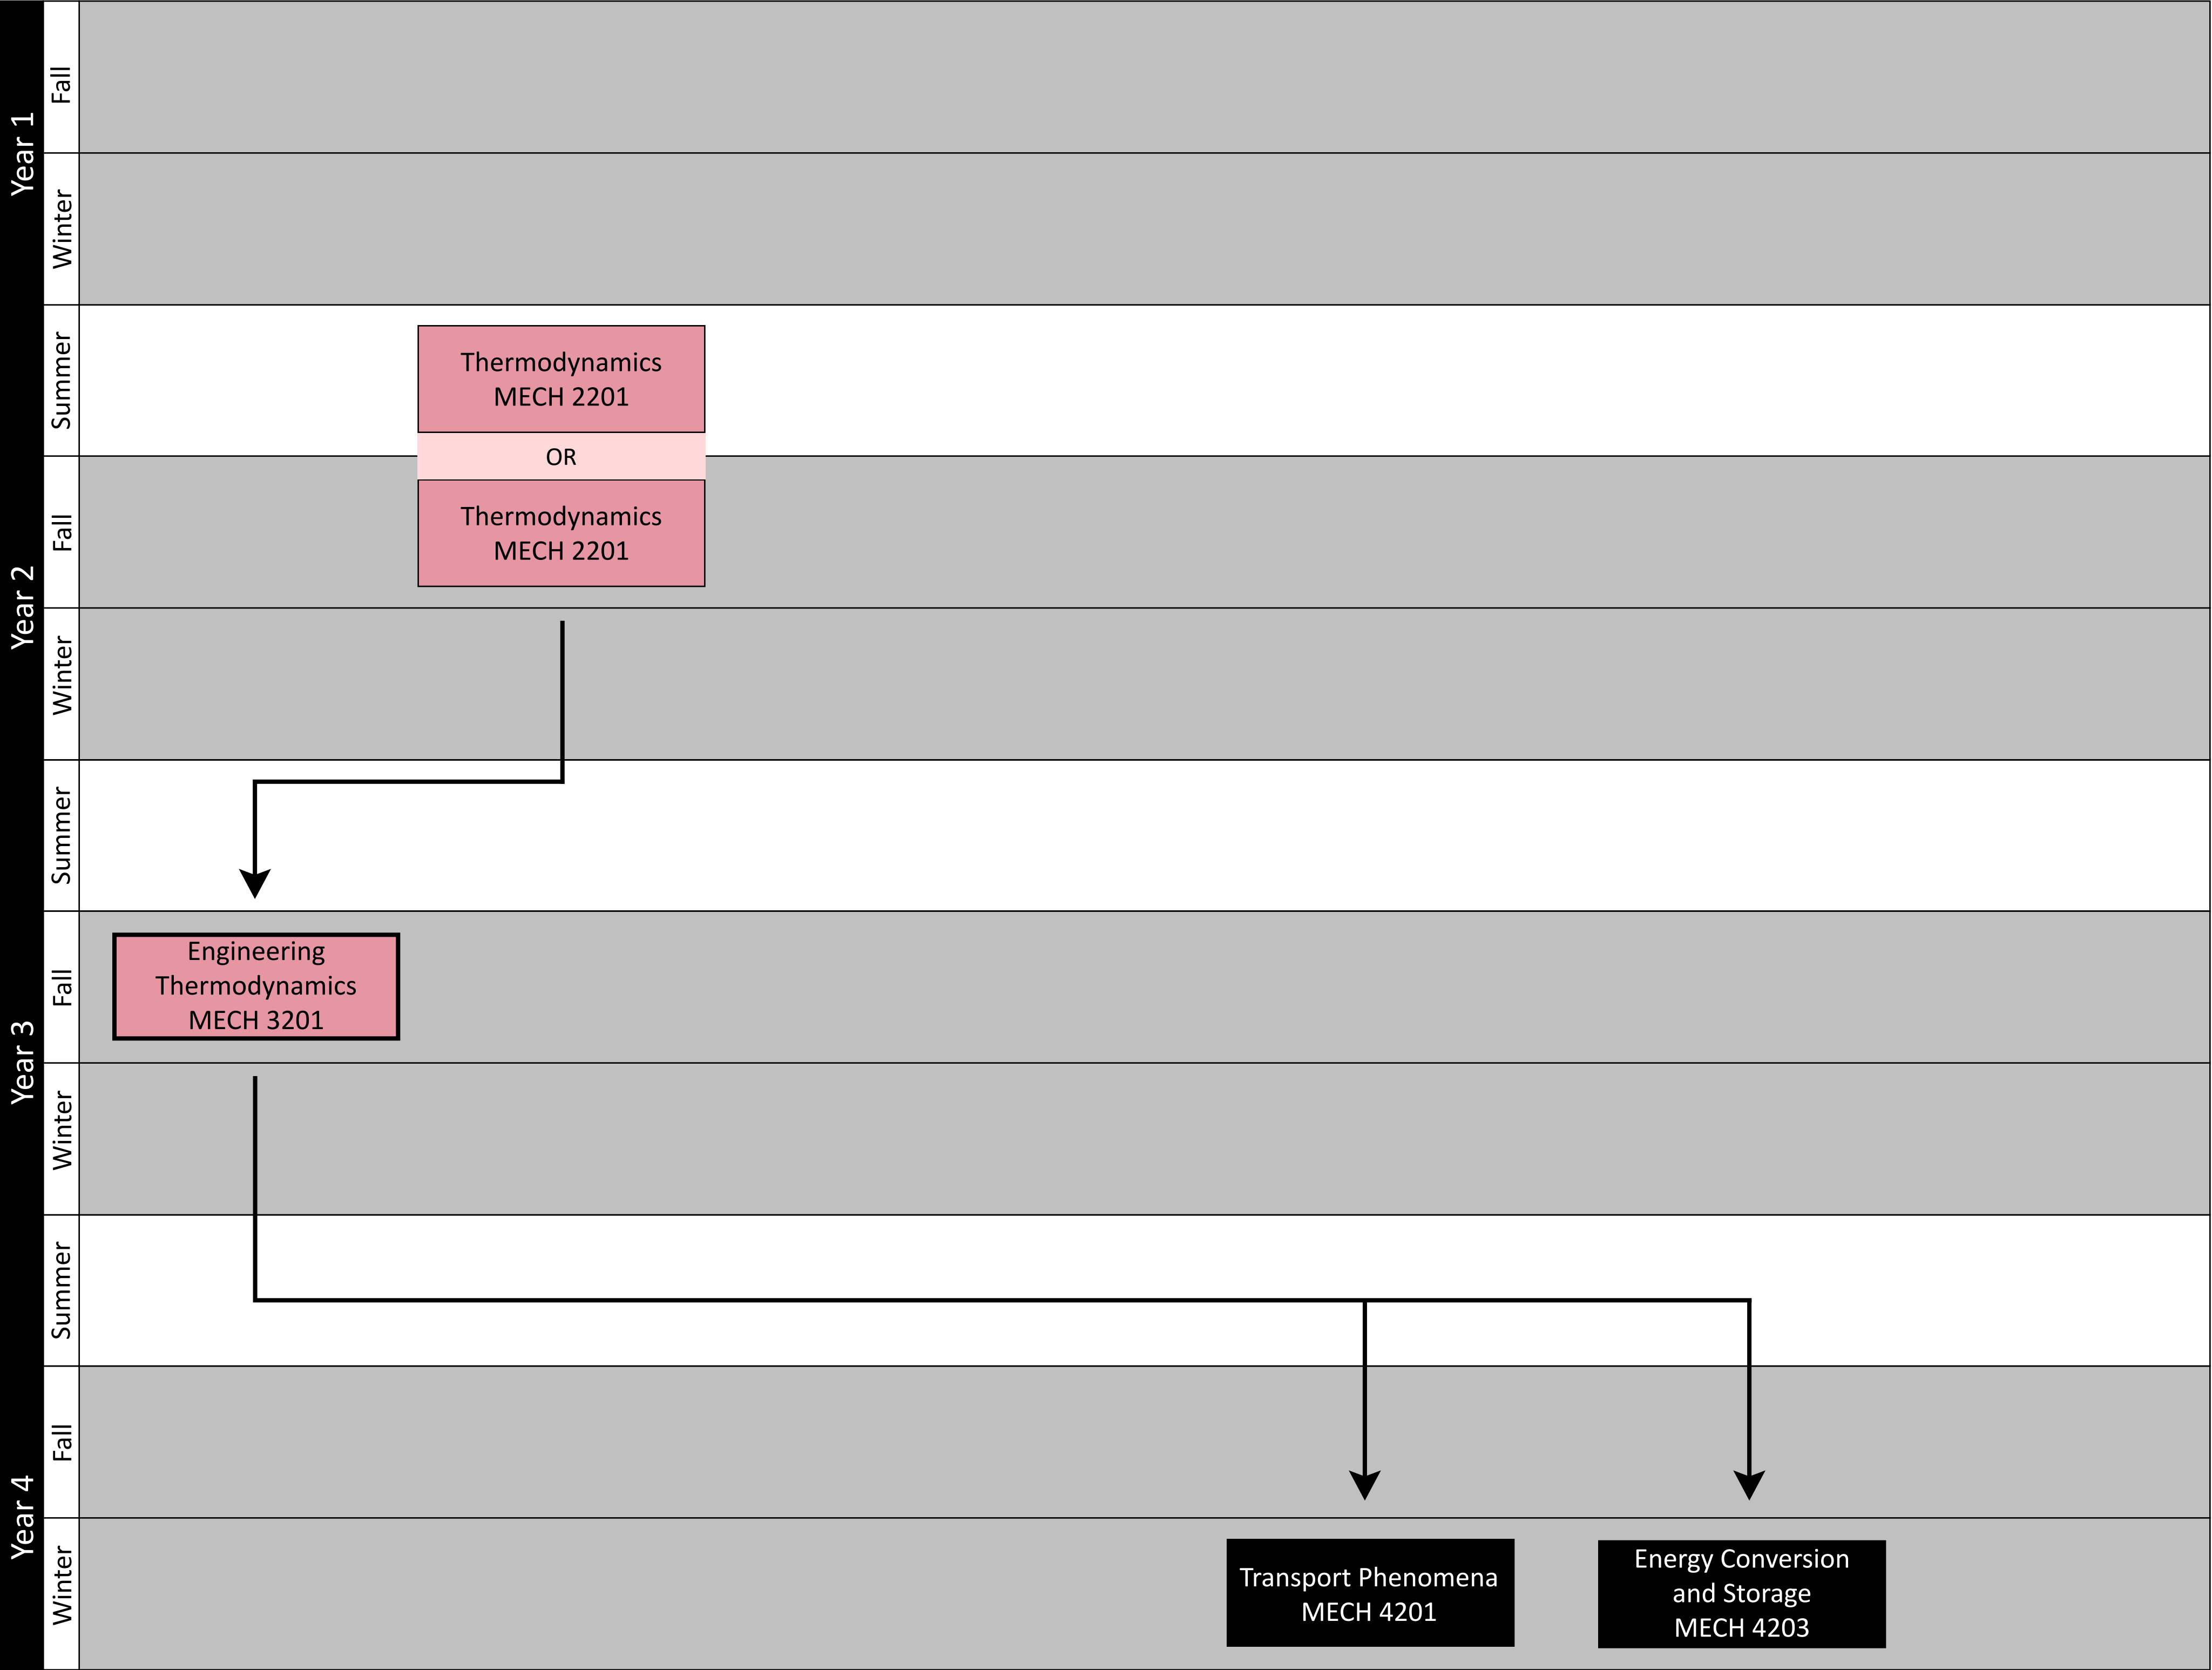 Year 1
Fall
Winter
Summer
Thermodynamics
MECH 2201
OR
Year 2
Fall
Thermodynamics
MECH 2201
Winter
Summer
Year 3
Fall
Engineering
Thermodynamics
MECH 3201
Winter
Summer
Year 4
Fall
Winter
Transport Phenomena
MECH 4201
Energy Conversion
and Storage
MECH 4203